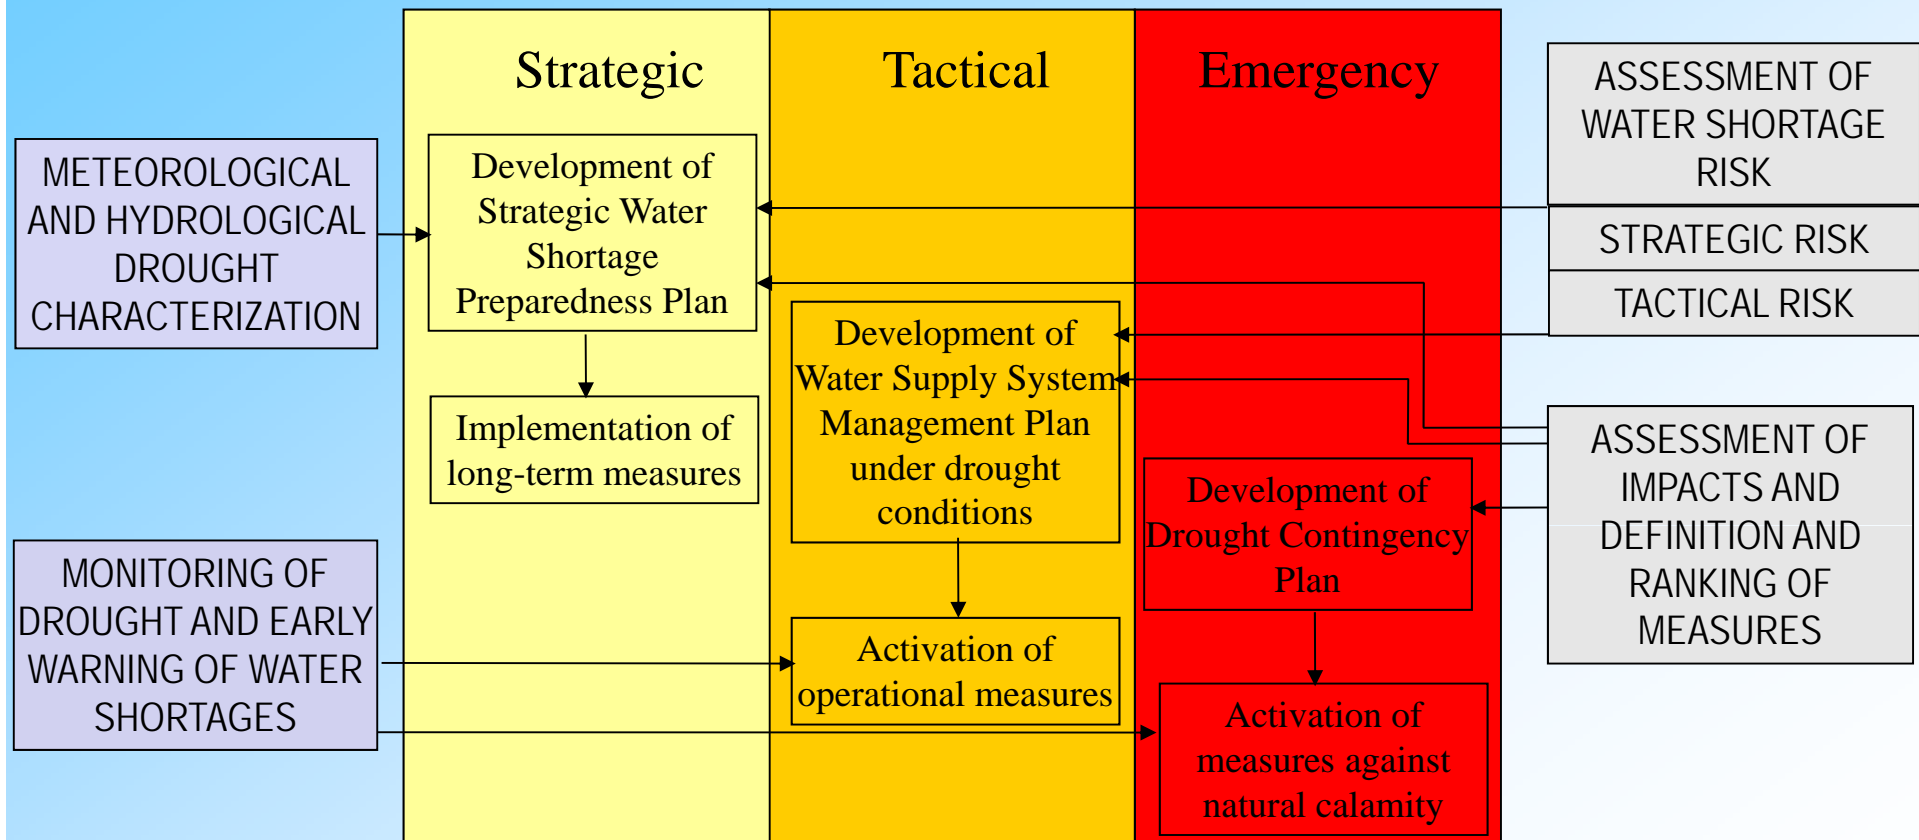 Strategic
Tactical
Emergency
METEOROLOGICAL
AND HYDROLOGICAL
DROUGHT
CHARACTERIZATION
MONITORING OF
DROUGHT AND EARLY
WARNING OF WATER
SHORTAGES
Development of
Strategic Water
Shortage
Preparedness Plan
Implementation of
long-term measures
Development of
Water Supply System
Management Plan
under drought
conditions
Activation of
operational measures
Development of
Drought Contingency
Plan
Activation of
measures against
natural calamity
ASSESSMENT OF
WATER SHORTAGE
RISK
STRATEGIC RISK
TACTICAL RISK
ASSESSMENT OF
IMPACTS AND
DEFINITION AND
RANKING OF
MEASURES